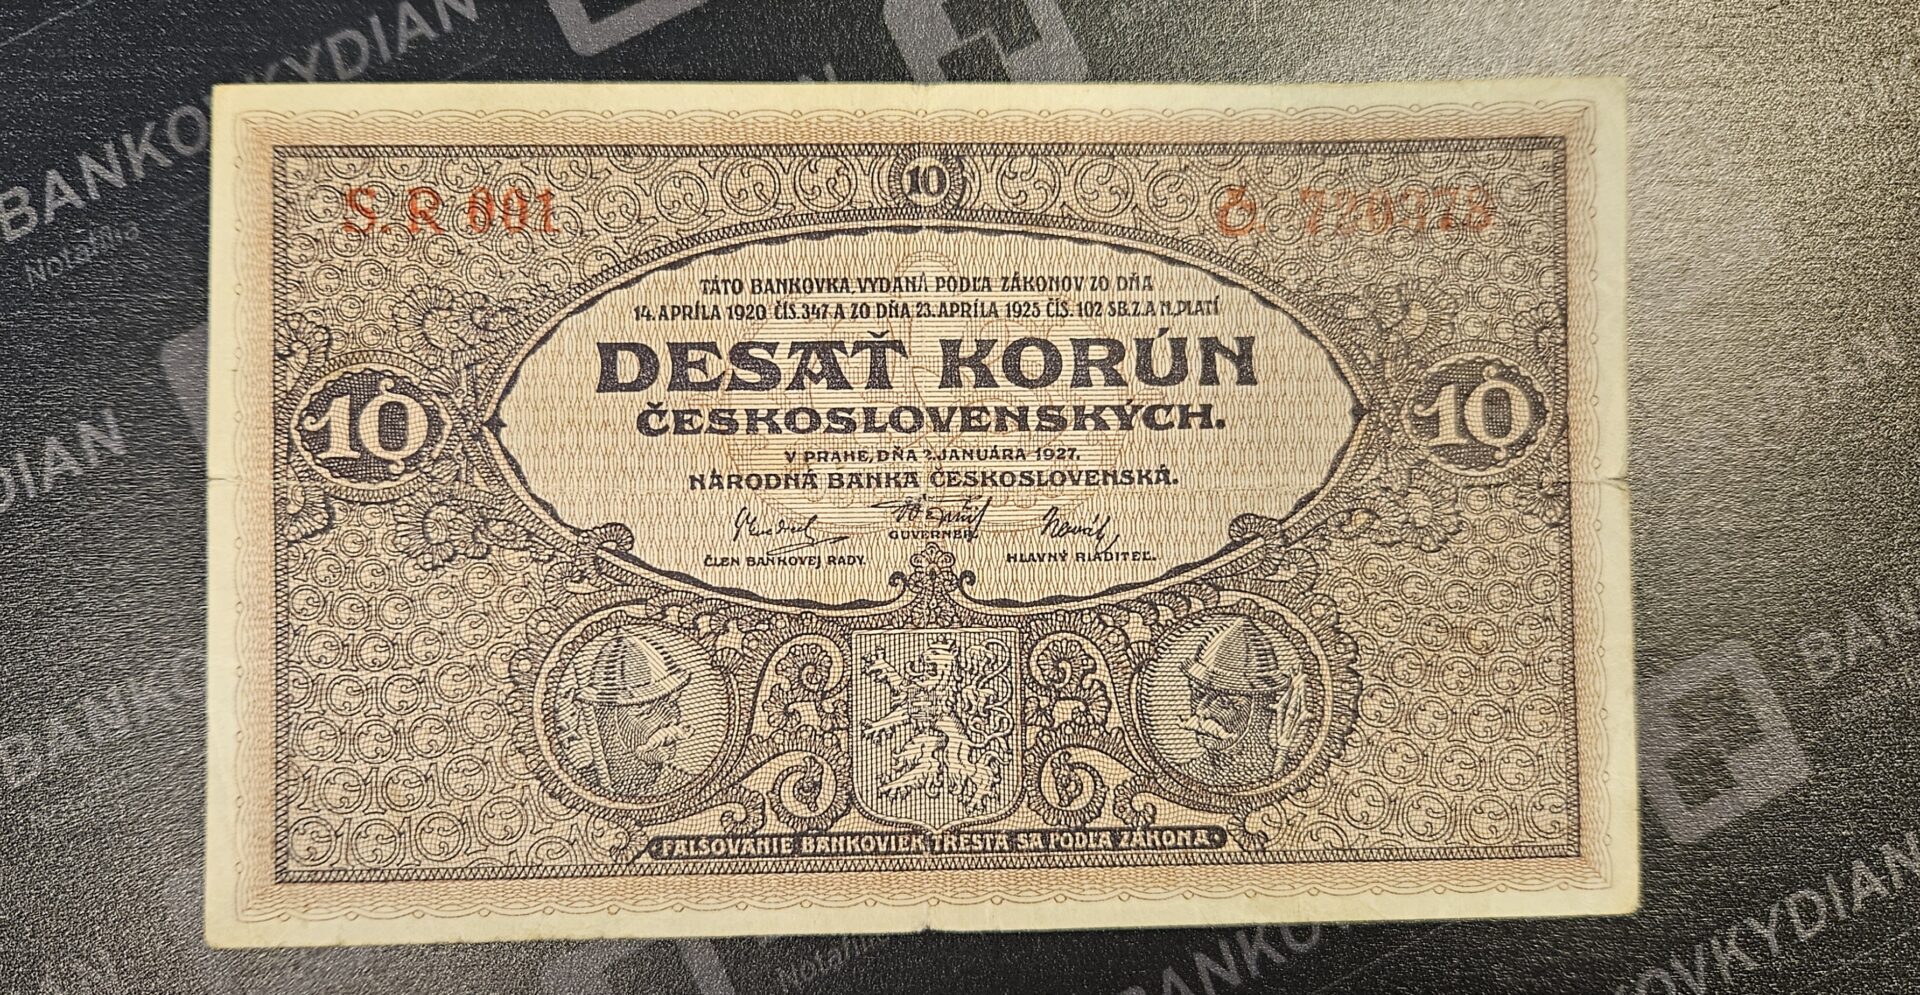 BANKOVKYDIAN
S.R 001
10
Č. 720378
TÁTO BANKOVKA, VYDANÁ PODĽA ZÁKONOV ZO DŇA
14. APRÍLA 1920 ČÍS. 347 A ZO DŇA 23. APRÍLA 1925 ČÍS. 102 SB. Z. A N. PLATÍ
DESAŤ KORÚN
ČESKOSLOVENSKÝCH.
10
10
V PRAHE, DŇA 2. JANUÁRA 1927.
NÁRODNÁ BANKA ČESKOSLOVENSKÁ.
GUVERNER.
ČLEN BANKOVEJ RADY.
HLAVNÝ RIADITEĽ.
FALŠOVANIE BANKOVIEK TRESTÁ SA PODĽA ZÁKONA